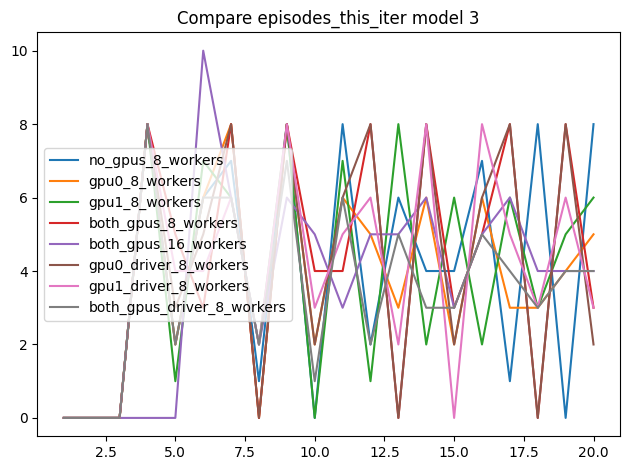 Compare episodes_this_iter model 3
10
8
6
4
2
0
no_gpus_8_workers
gpu0_8_workers
gpu1_8_workers
both_gpus_8_workers
both_gpus_16_workers
gpu0_driver_8_workers
gpu1_driver_8_workers
both_gpus_driver_8_workers
2.5 5.0 7.5 10.0 12.5 15.0 17.5 20.0